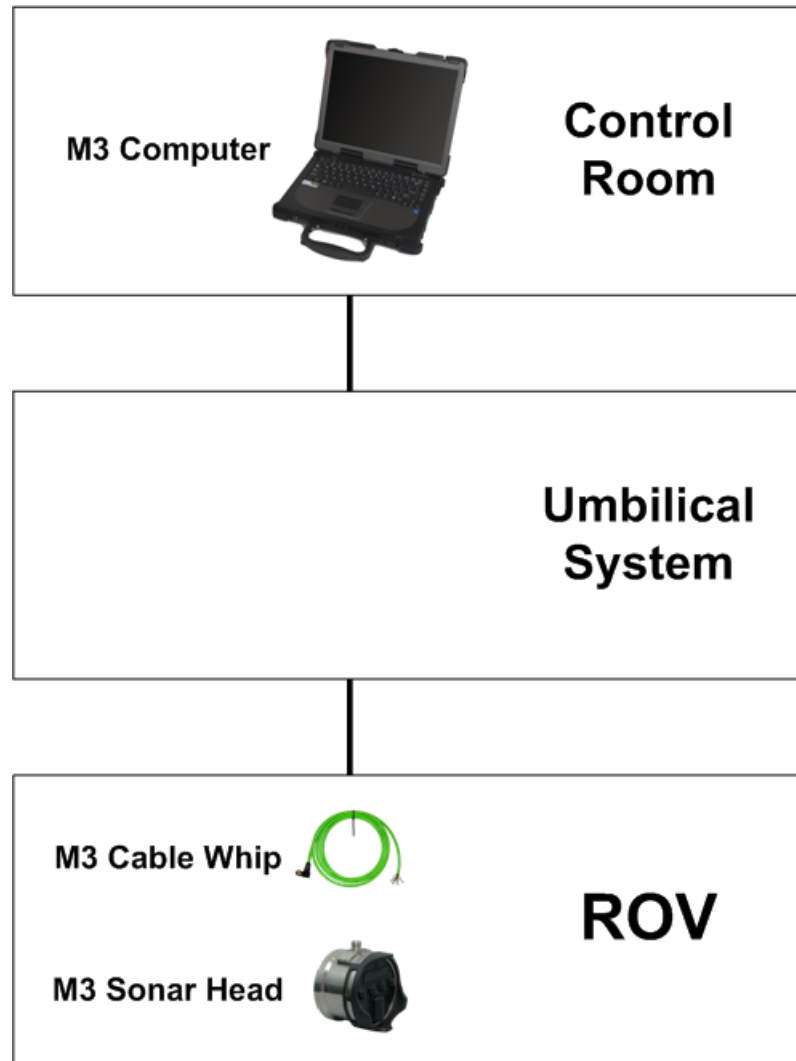 M3 Computer
Control
Room
Umbilical
System
M3 Cable Whip
ROV
M3 Sonar Head